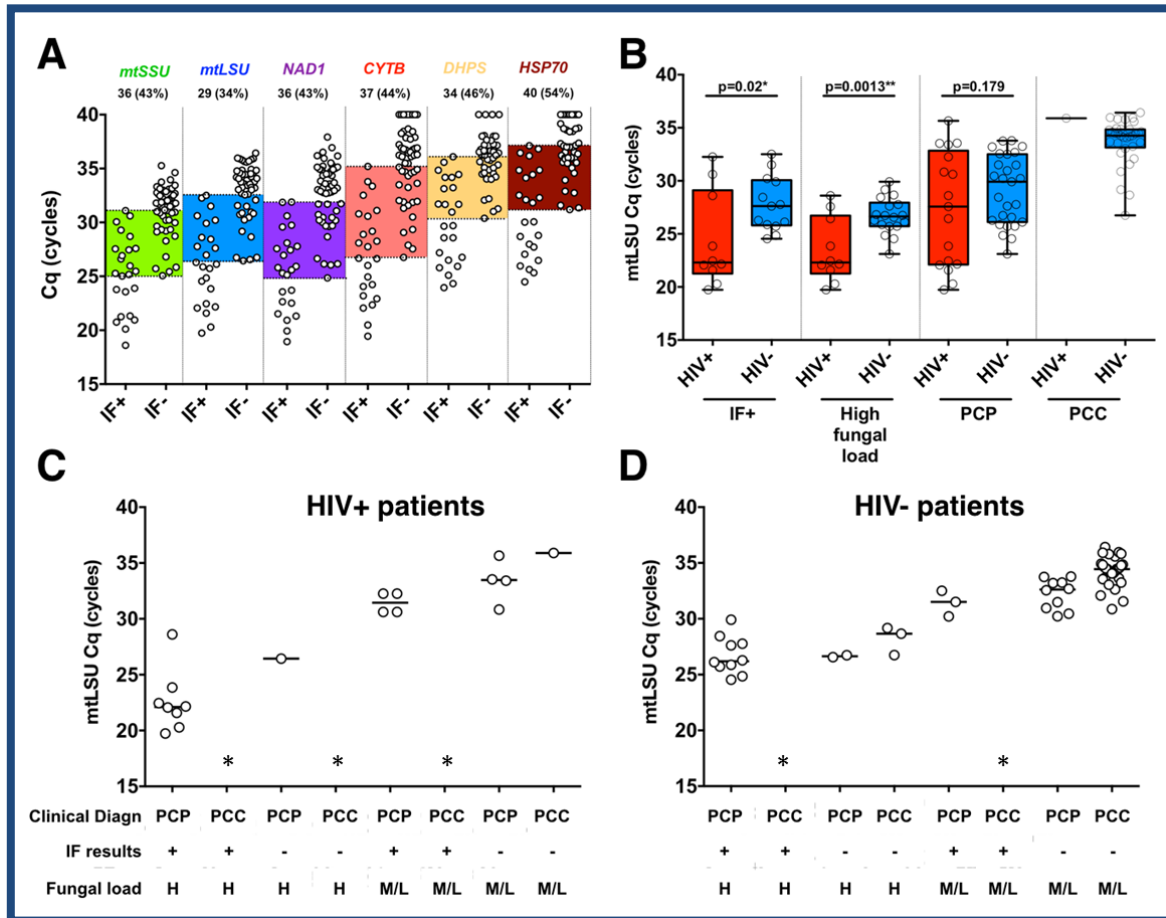 A
mtSSU mtLSU NAD1 CYTB DHPS HSP70
36 (43%) 29 (34%) 36 (43%) 37 (44%) 34 (46%) 40 (54%)
Cq (cycles)
40
35
30
25
20
15
IF+ IF- IF+ IF- IF+ IF- IF+ IF- IF+ IF- IF+ IF-
B
p=0.02* p=0.0013** p=0.179
mtLSU Cq (cycles)
40
35
30
25
20
15
HIV+ HIV- HIV+ HIV- HIV+ HIV- HIV+ HIV-
IF+ High fungal load PCP PCC
C
HIV+ patients
mtLSU Cq (cycles)
40
35
30
25
20
15
* * *
Clinical Diagn PCP PCC PCP PCC PCP PCC PCP PCC
IF results + + - - + + - -
Fungal load H H H H M/L M/L M/L M/L
D
HIV- patients
mtLSU Cq (cycles)
40
35
30
25
20
15
* *
PCP PCC PCP PCC PCP PCC PCP PCC
+ + - - + + - -
H H H H M/L M/L M/L M/L